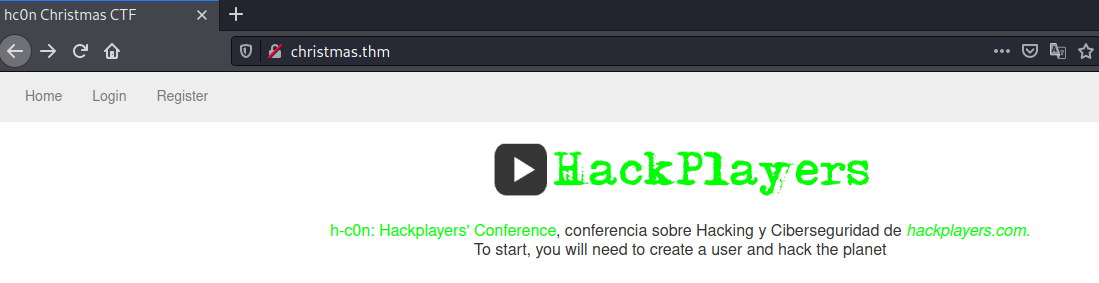 hc0n Christmas CTF
christmas.thm
Home Login Register
HackPlayers
h-c0n: Hackplayers' Conference, conferencia sobre Hacking y Ciberseguridad de hackplayers.com.
To start, you will need to create a user and hack the planet